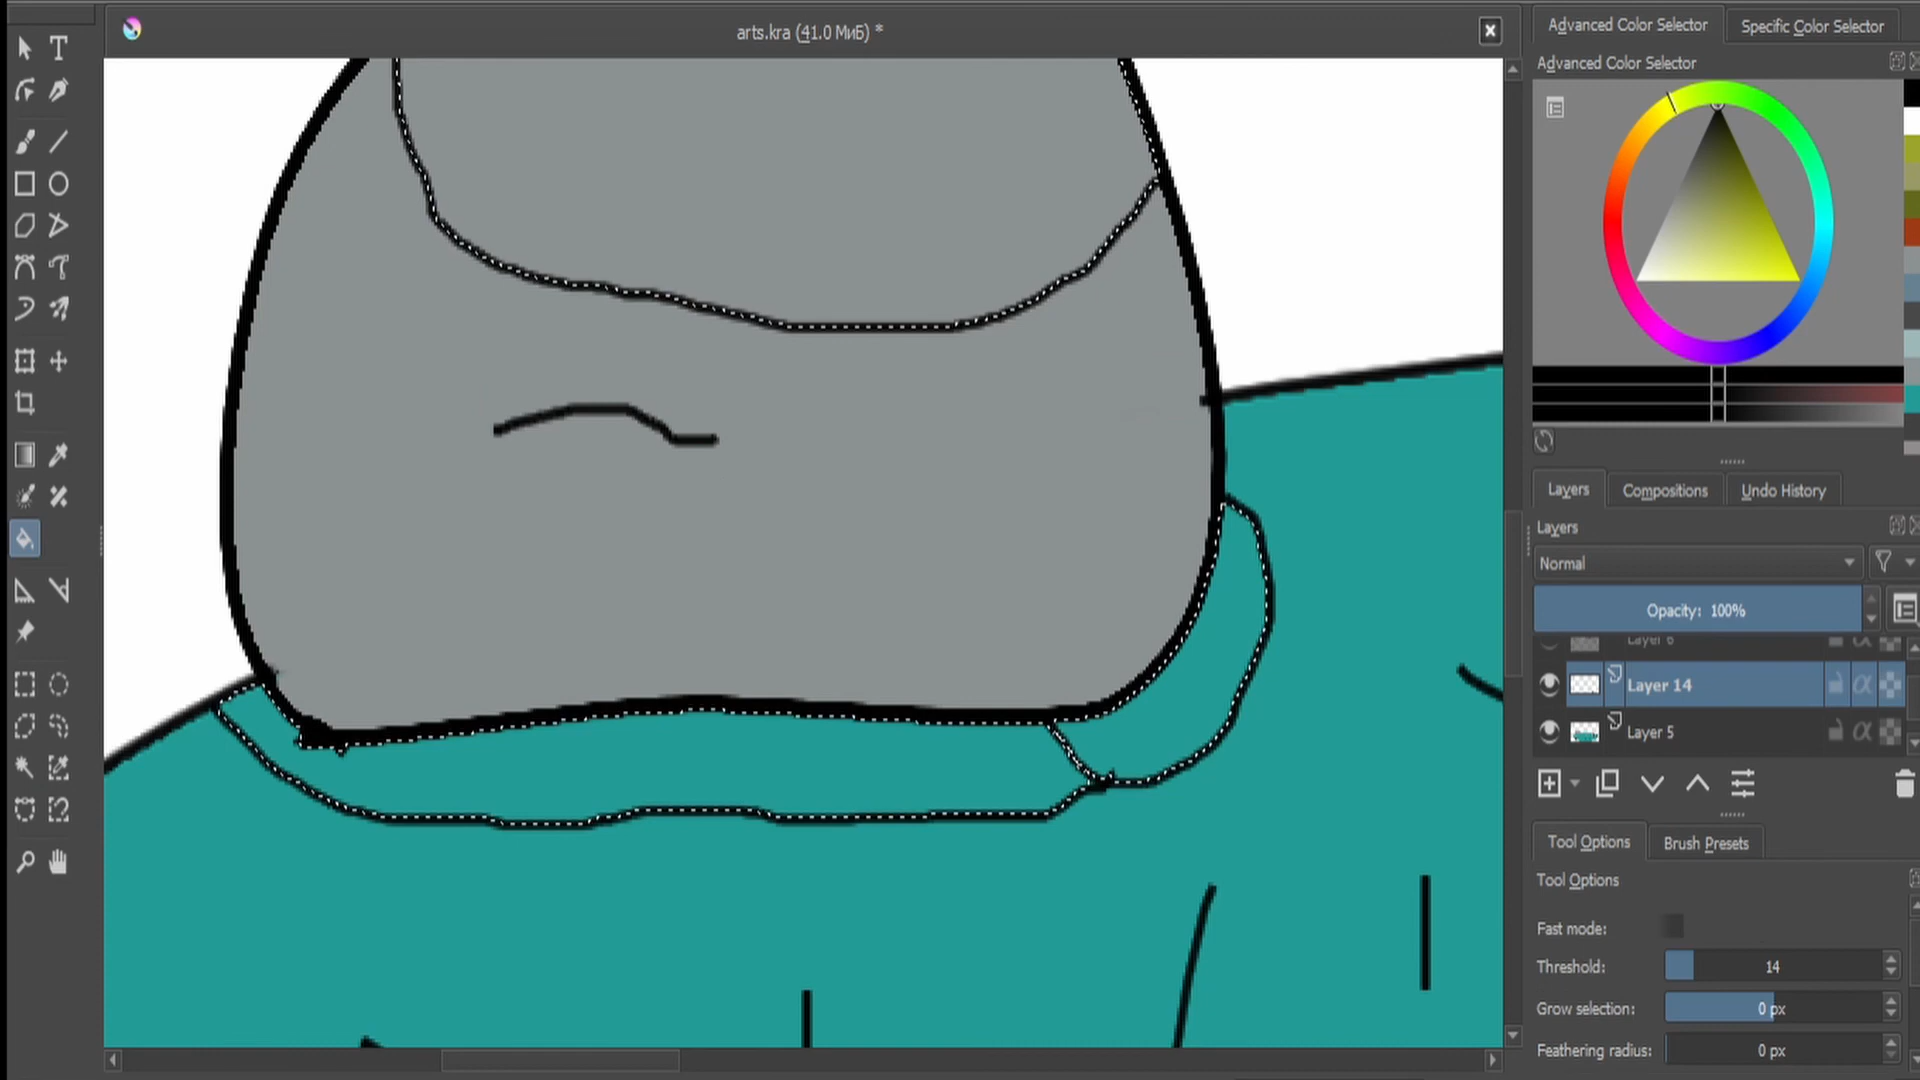 arts.kra (41.0 МиБ) *
Advanced Color Selector
Specific Color Selector
Advanced Color Selector
Layers
Compositions
Undo History
Layers
Normal
Opacity: 100%
Layer 6
Layer 14
Layer 5
Tool Options
Brush Presets
Tool Options
Fast mode:
Threshold:
14
Grow selection:
0 px
Feathering radius:
0 px